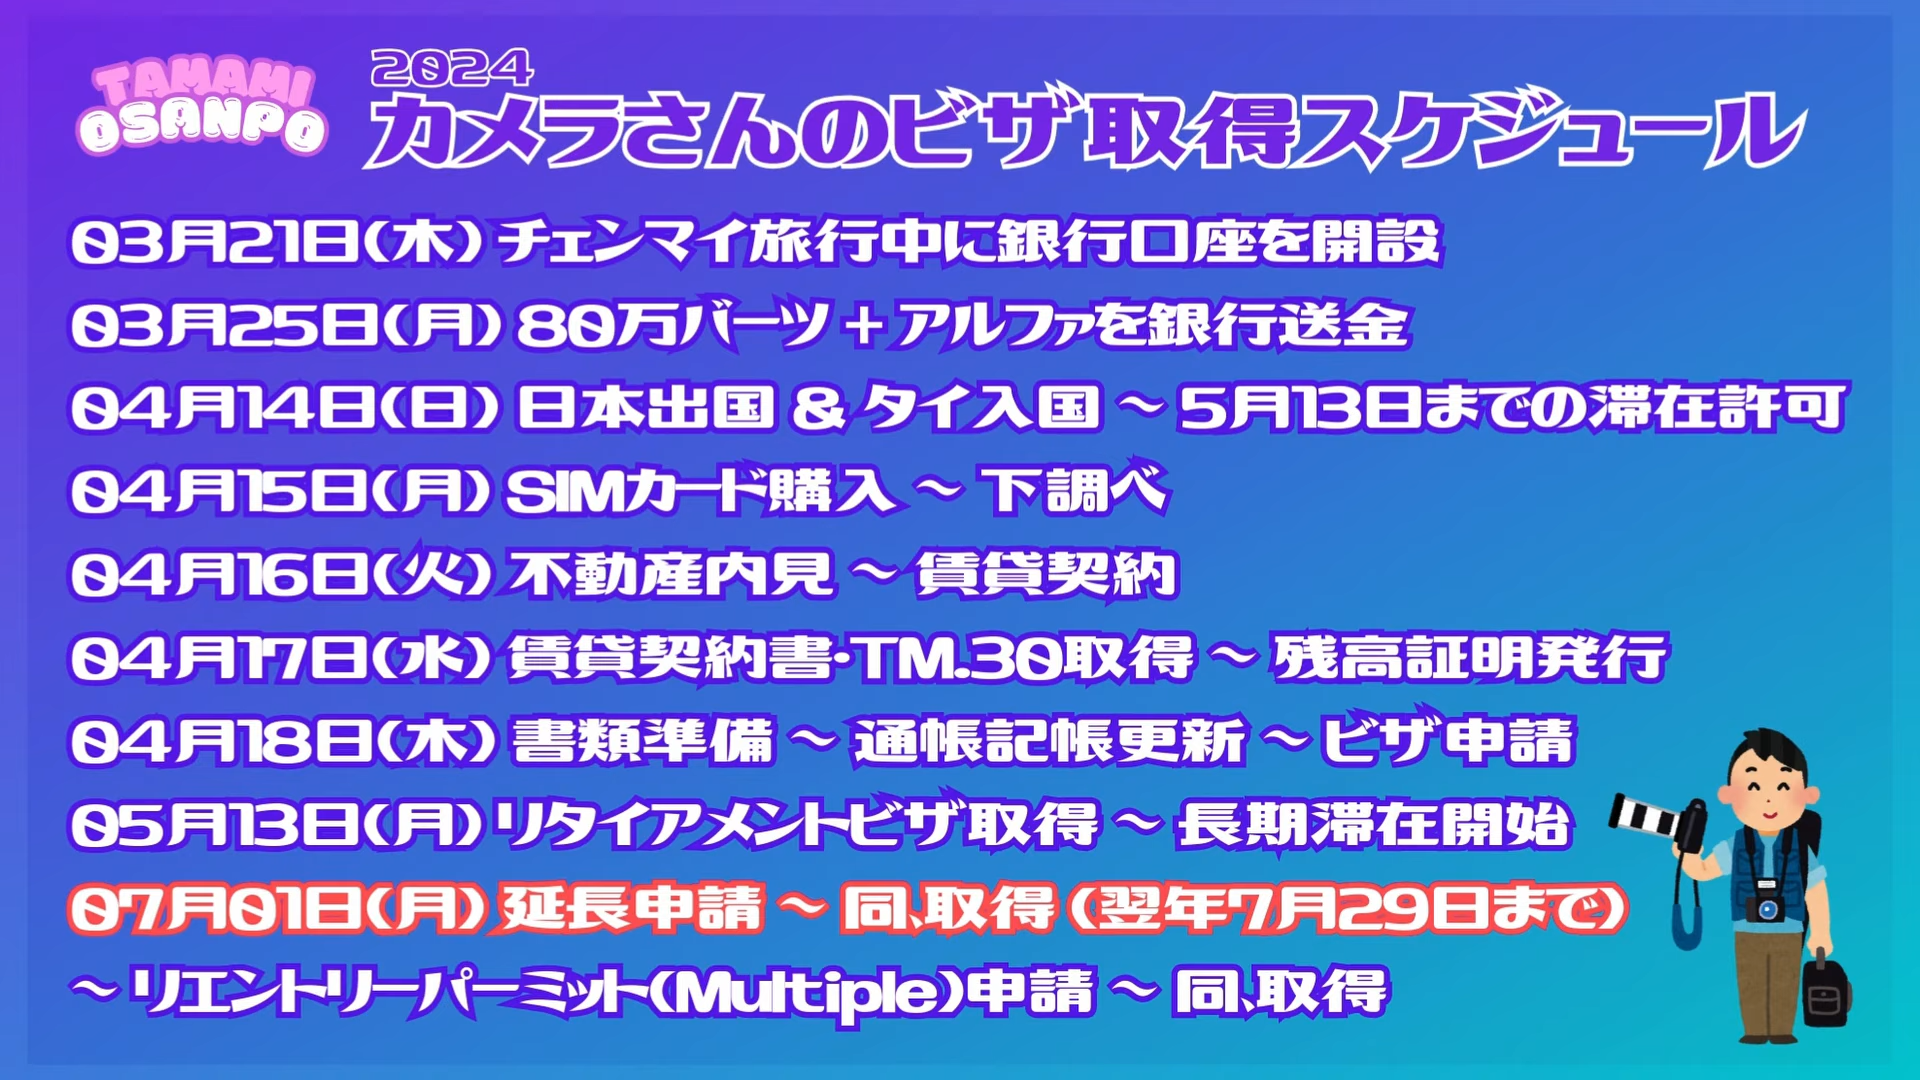 TAMAMI
OSANPO
2024
カメラさんのビザ取得スケジュール
03月21日(木) チェンマイ旅行中に銀行口座を開設
03月25日(月) 80万バーツ + アルファを銀行送金
04月14日(日) 日本出国 & タイ入国 ～ 5月13日までの滞在許可
04月15日(月) SIMカード購入 ～ 下調べ
04月16日(火) 不動産内見 ～ 賃貸契約
04月17日(水) 賃貸契約書・TM.30取得 ～ 残高証明発行
04月18日(木) 書類準備 ～ 通帳記帳更新 ～ ビザ申請
05月13日(月) リタイアメントビザ取得 ～ 長期滞在開始
07月01日(月) 延長申請 ～ 同、取得 (翌年7月29日まで)
～ リエントリーパーミット(Multiple)申請 ～ 同、取得